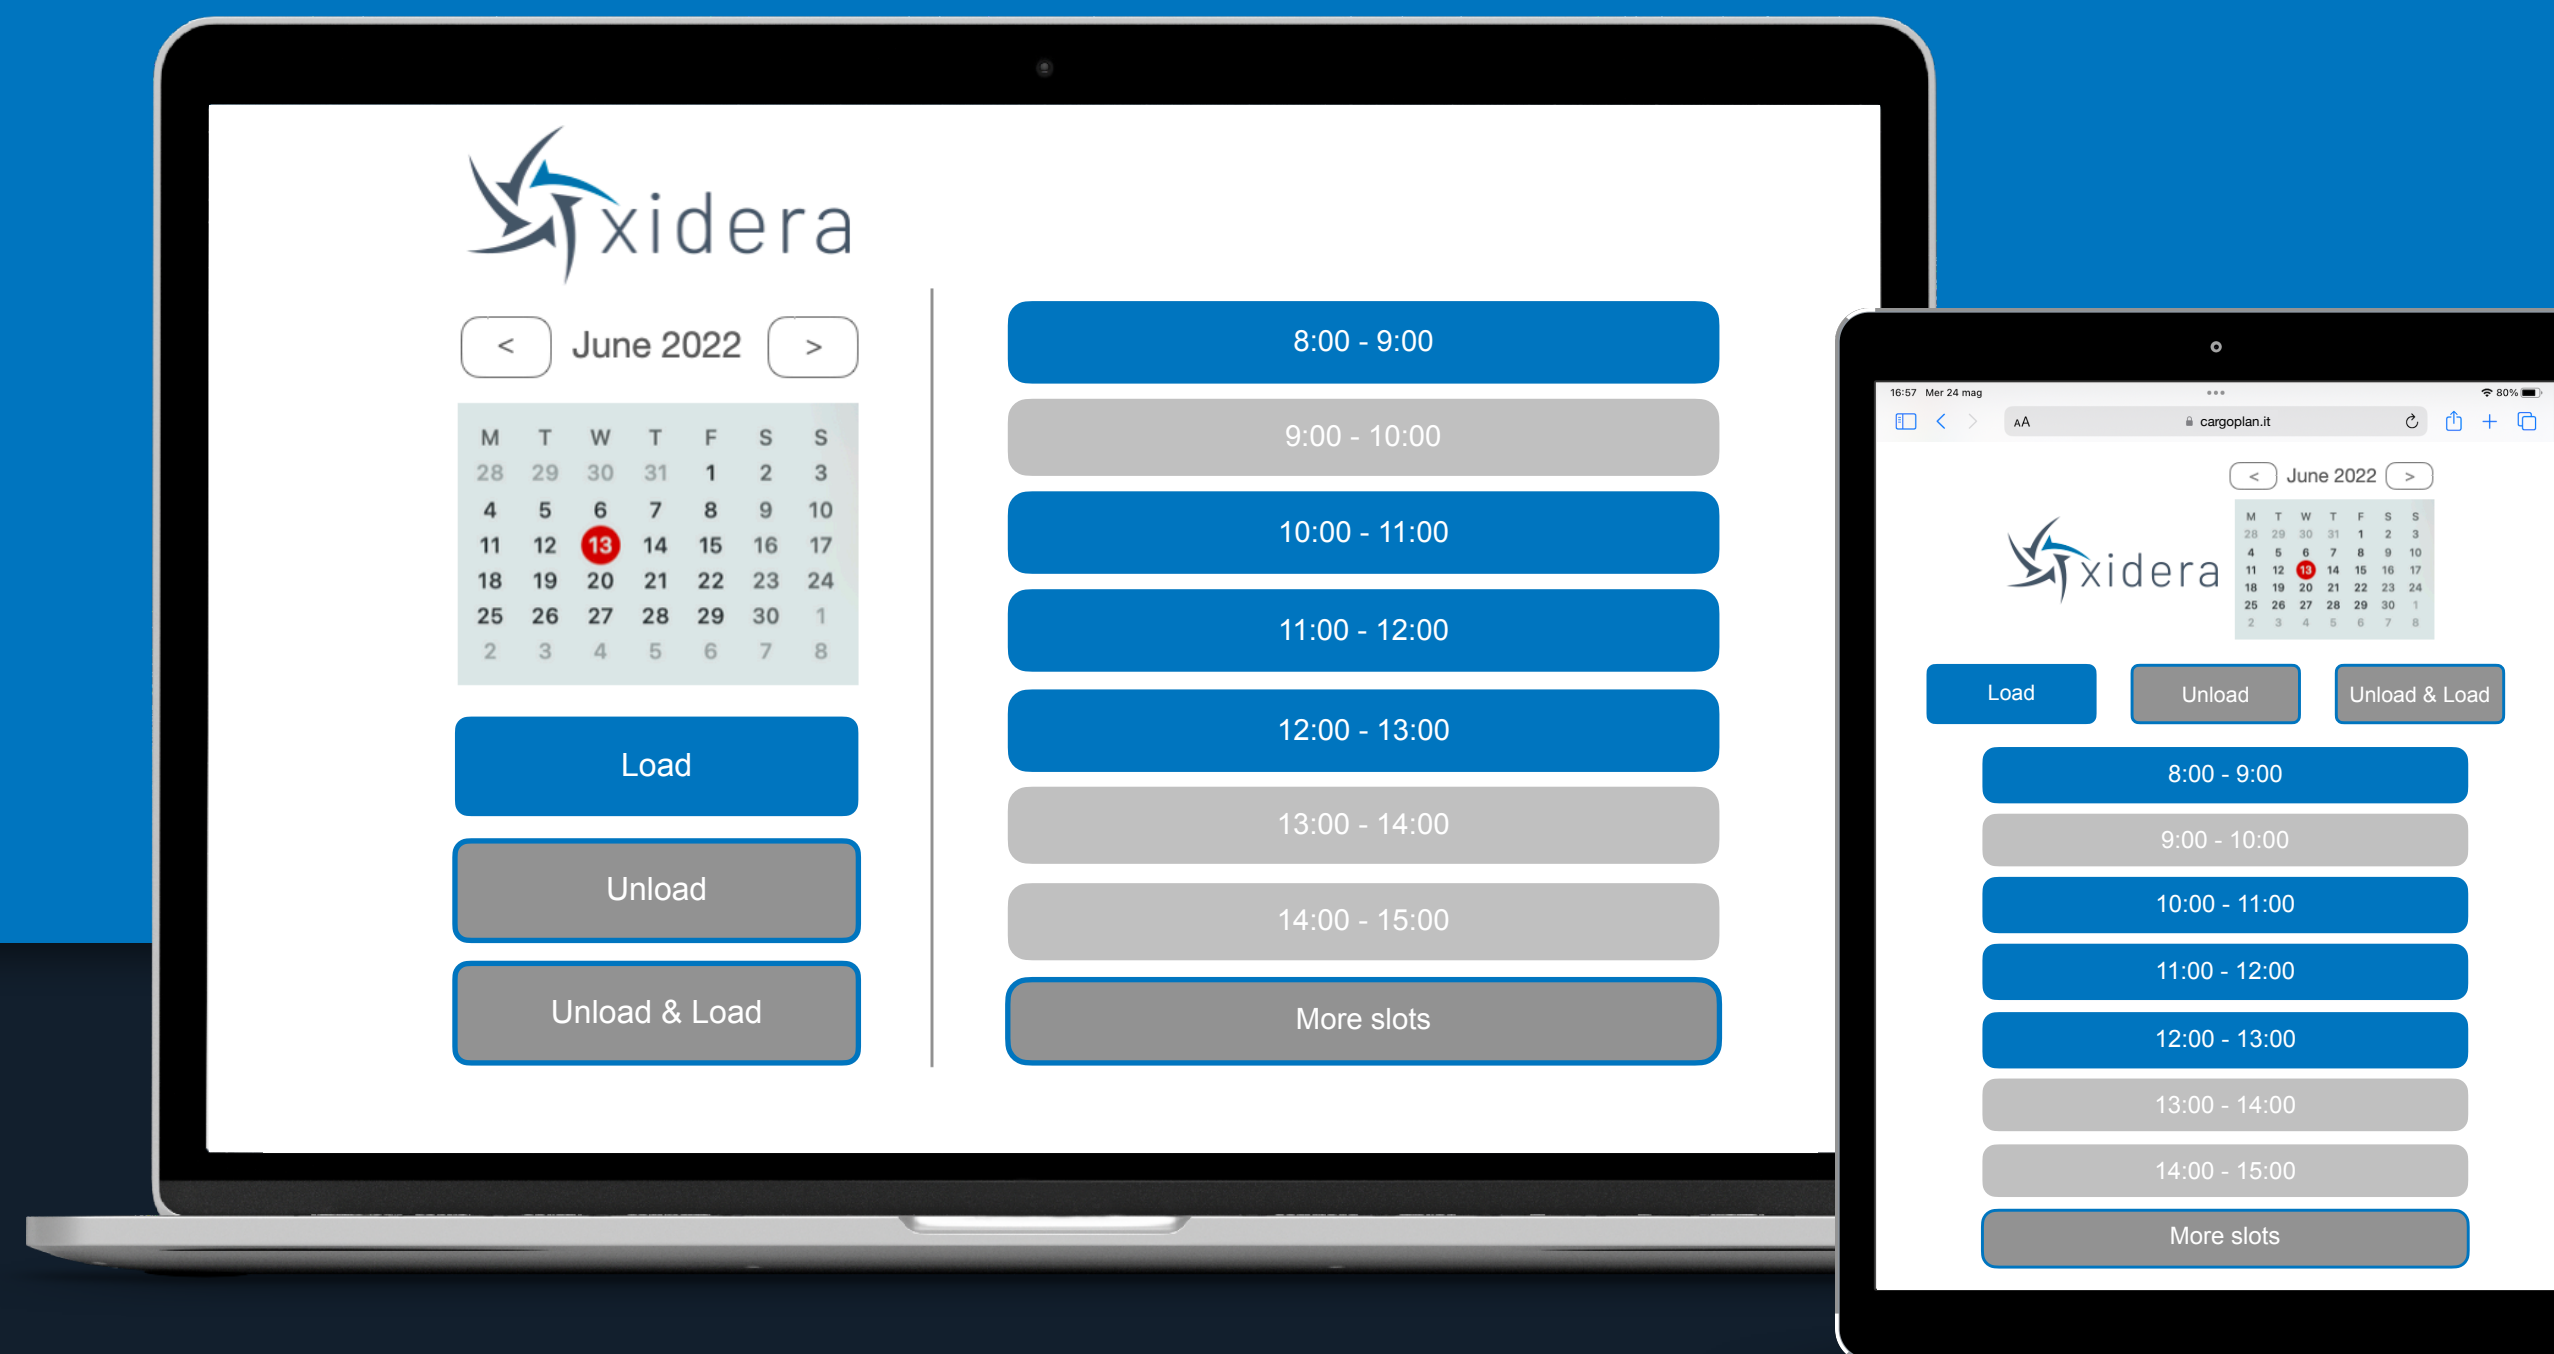 xidera
< June 2022 >
M T W T F S S
28 29 30 31 1 2 3
4 5 6 7 8 9 10
11 12 13 14 15 16 17
18 19 20 21 22 23 24
25 26 27 28 29 30 1
2 3 4 5 6 7 8
Load
Unload
Unload & Load
8:00 - 9:00
9:00 - 10:00
10:00 - 11:00
11:00 - 12:00
12:00 - 13:00
13:00 - 14:00
14:00 - 15:00
More slots
16:57 Mer 24 mag
80%
AA cargoplan.it
< June 2022 >
M T W T F S S
28 29 30 31 1 2 3
4 5 6 7 8 9 10
11 12 13 14 15 16 17
18 19 20 21 22 23 24
25 26 27 28 29 30 1
2 3 4 5 6 7 8
xidera
Load
Unload
Unload & Load
8:00 - 9:00
9:00 - 10:00
10:00 - 11:00
11:00 - 12:00
12:00 - 13:00
13:00 - 14:00
14:00 - 15:00
More slots